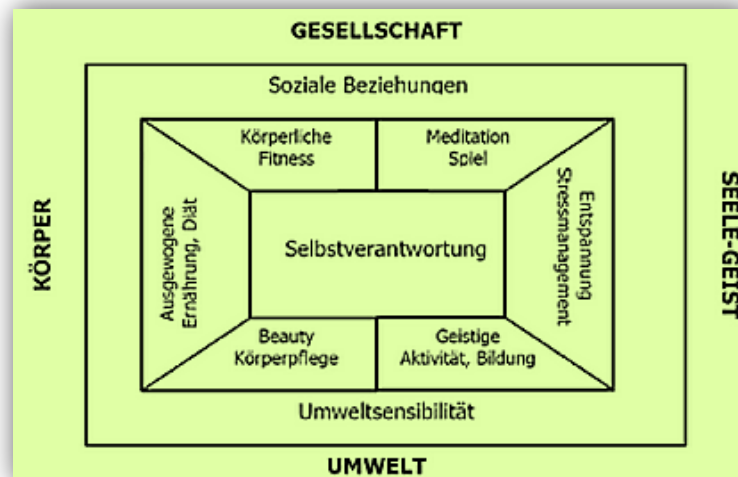 GESELLSCHAFT
Soziale Beziehungen
Körperliche
Fitness
Meditation
Spiel
KÖRPER
Ausgewogene
Ernährung, Diät
Selbstverantwortung
Entspannung
Stressmanagement
SEELE-GEIST
Beauty
Körperpflege
Geistige
Aktivität, Bildung
Umweltsensibilität
UMWELT